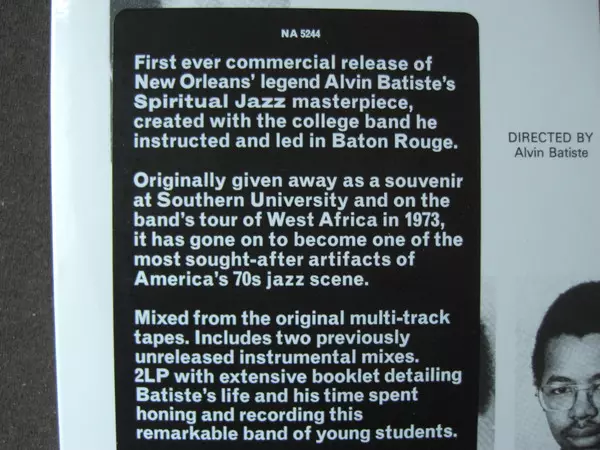 NA 5244
First ever commercial release of
New Orleans' legend Alvin Batiste's
Spiritual Jazz masterpiece,
created with the college band he
instructed and led in Baton Rouge.
Originally given away as a souvenir
at Southern University and on the
band's tour of West Africa in 1973,
it has gone on to become one of the
most sought-after artifacts of
America's 70s jazz scene.
Mixed from the original multi-track
tapes. Includes two previously
unreleased instrumental mixes.
2LP with extensive booklet detailing
Batiste's life and his time spent
honing and recording this
remarkable band of young students.
DIRECTED BY
Alvin Batiste